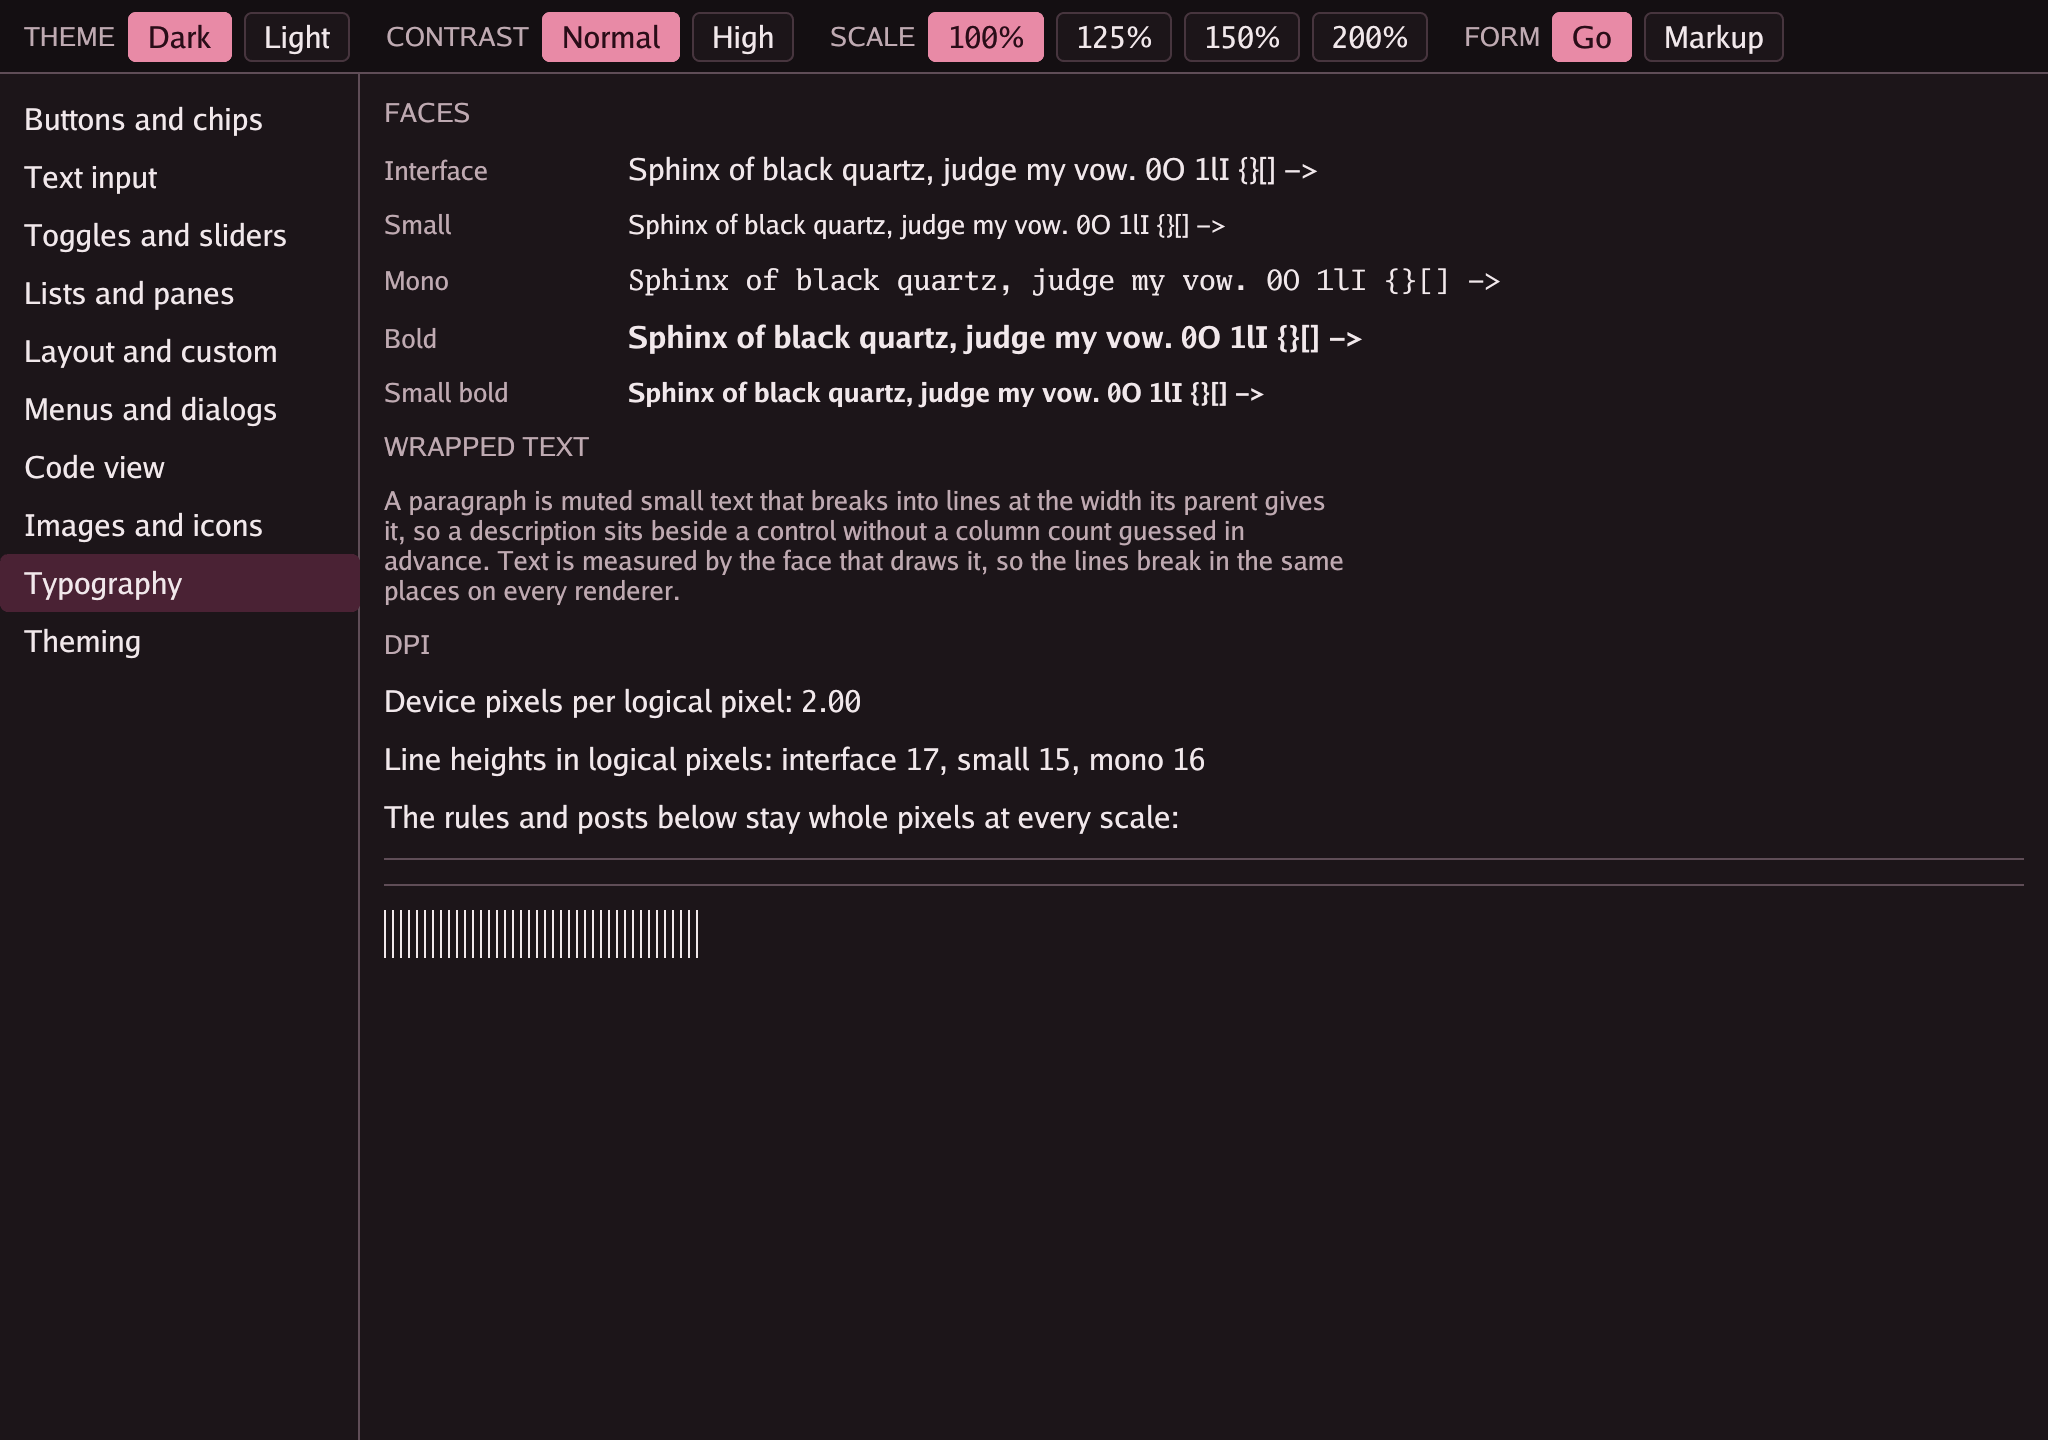 THEME Dark Light CONTRAST Normal High SCALE 100% 125% 150% 200% FORM Go Markup
Buttons and chips
Text input
Toggles and sliders
Lists and panes
Layout and custom
Menus and dialogs
Code view
Images and icons
Typography
Theming
FACES
Interface Sphinx of black quartz, judge my vow. 0O 1lI {}[] ->
Small Sphinx of black quartz, judge my vow. 0O 1lI {}[] ->
Mono Sphinx of black quartz, judge my vow. 0O 1lI {}[] ->
Bold Sphinx of black quartz, judge my vow. 0O 1lI {}[] ->
Small bold Sphinx of black quartz, judge my vow. 0O 1lI {}[] ->
WRAPPED TEXT
A paragraph is muted small text that breaks into lines at the width its parent gives
it, so a description sits beside a control without a column count guessed in
advance. Text is measured by the face that draws it, so the lines break in the same
places on every renderer.
DPI
Device pixels per logical pixel: 2.00
Line heights in logical pixels: interface 17, small 15, mono 16
The rules and posts below stay whole pixels at every scale: